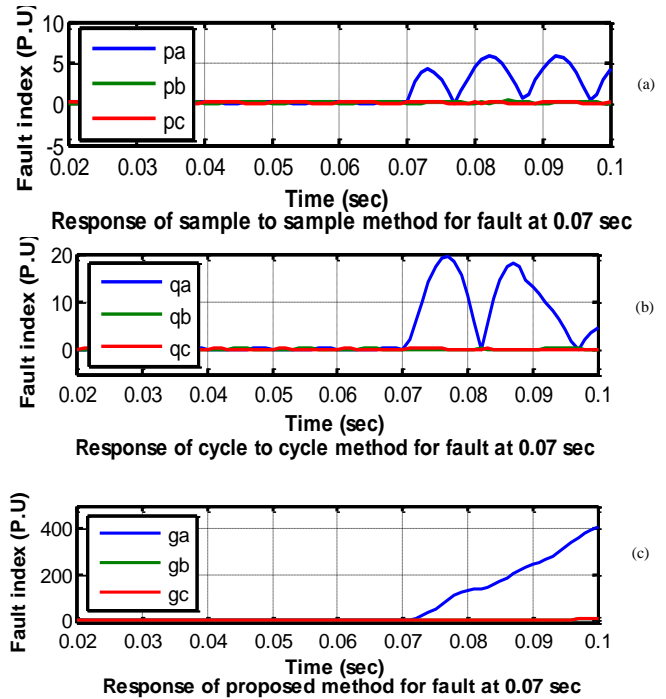 10
5
0
-5
Fault index (P.U)
pa
pb
pc
(a)
0.02 0.03 0.04 0.05 0.06 0.07 0.08 0.09 0.1
Time (sec)
Response of sample to sample method for fault at 0.07 sec
20
10
0
Fault index (P.U)
qa
qb
qc
(b)
0.02 0.03 0.04 0.05 0.06 0.07 0.08 0.09 0.1
Time (sec)
Response of cycle to cycle method for fault at 0.07 sec
400
200
0
Fault index (P.U)
ga
gb
gc
(c)
0.02 0.03 0.04 0.05 0.06 0.07 0.08 0.09 0.1
Time (sec)
Response of proposed method for fault at 0.07 sec